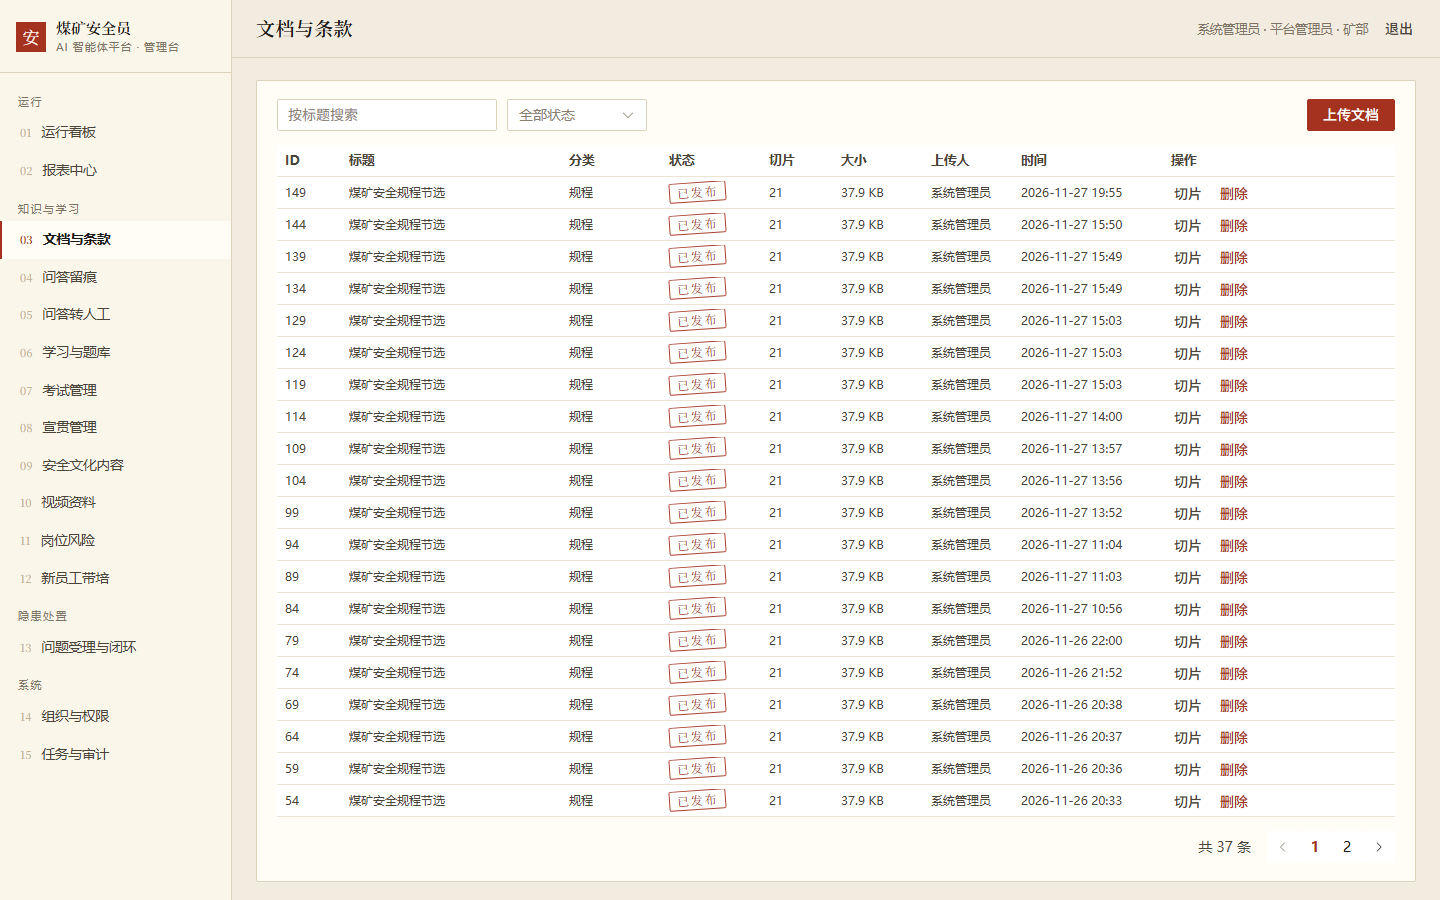 安
煤矿安全员
AI 智能体平台 · 管理台
运行
01 运行看板
02 报表中心
知识与学习
03 文档与条款
04 问答留痕
05 问答转人工
06 学习与题库
07 考试管理
08 宣贯管理
09 安全文化内容
10 视频资料
11 岗位风险
12 新员工带培
隐患处置
13 问题受理与闭环
系统
14 组织与权限
15 任务与审计
文档与条款
系统管理员 · 平台管理员 · 矿部 退出
按标题搜索 全部状态 上传文档
ID 标题 分类 状态 切片 大小 上传人 时间 操作
149 煤矿安全规程节选 规程 已发布 21 37.9 KB 系统管理员 2026-11-27 19:55 切片 删除
144 煤矿安全规程节选 规程 已发布 21 37.9 KB 系统管理员 2026-11-27 15:50 切片 删除
139 煤矿安全规程节选 规程 已发布 21 37.9 KB 系统管理员 2026-11-27 15:49 切片 删除
134 煤矿安全规程节选 规程 已发布 21 37.9 KB 系统管理员 2026-11-27 15:49 切片 删除
129 煤矿安全规程节选 规程 已发布 21 37.9 KB 系统管理员 2026-11-27 15:03 切片 删除
124 煤矿安全规程节选 规程 已发布 21 37.9 KB 系统管理员 2026-11-27 15:03 切片 删除
119 煤矿安全规程节选 规程 已发布 21 37.9 KB 系统管理员 2026-11-27 15:03 切片 删除
114 煤矿安全规程节选 规程 已发布 21 37.9 KB 系统管理员 2026-11-27 14:00 切片 删除
109 煤矿安全规程节选 规程 已发布 21 37.9 KB 系统管理员 2026-11-27 13:57 切片 删除
104 煤矿安全规程节选 规程 已发布 21 37.9 KB 系统管理员 2026-11-27 13:56 切片 删除
99 煤矿安全规程节选 规程 已发布 21 37.9 KB 系统管理员 2026-11-27 13:52 切片 删除
94 煤矿安全规程节选 规程 已发布 21 37.9 KB 系统管理员 2026-11-27 11:04 切片 删除
89 煤矿安全规程节选 规程 已发布 21 37.9 KB 系统管理员 2026-11-27 11:03 切片 删除
84 煤矿安全规程节选 规程 已发布 21 37.9 KB 系统管理员 2026-11-27 10:56 切片 删除
79 煤矿安全规程节选 规程 已发布 21 37.9 KB 系统管理员 2026-11-26 22:00 切片 删除
74 煤矿安全规程节选 规程 已发布 21 37.9 KB 系统管理员 2026-11-26 21:52 切片 删除
69 煤矿安全规程节选 规程 已发布 21 37.9 KB 系统管理员 2026-11-26 20:38 切片 删除
64 煤矿安全规程节选 规程 已发布 21 37.9 KB 系统管理员 2026-11-26 20:37 切片 删除
59 煤矿安全规程节选 规程 已发布 21 37.9 KB 系统管理员 2026-11-26 20:36 切片 删除
54 煤矿安全规程节选 规程 已发布 21 37.9 KB 系统管理员 2026-11-26 20:33 切片 删除
共 37 条 1 2